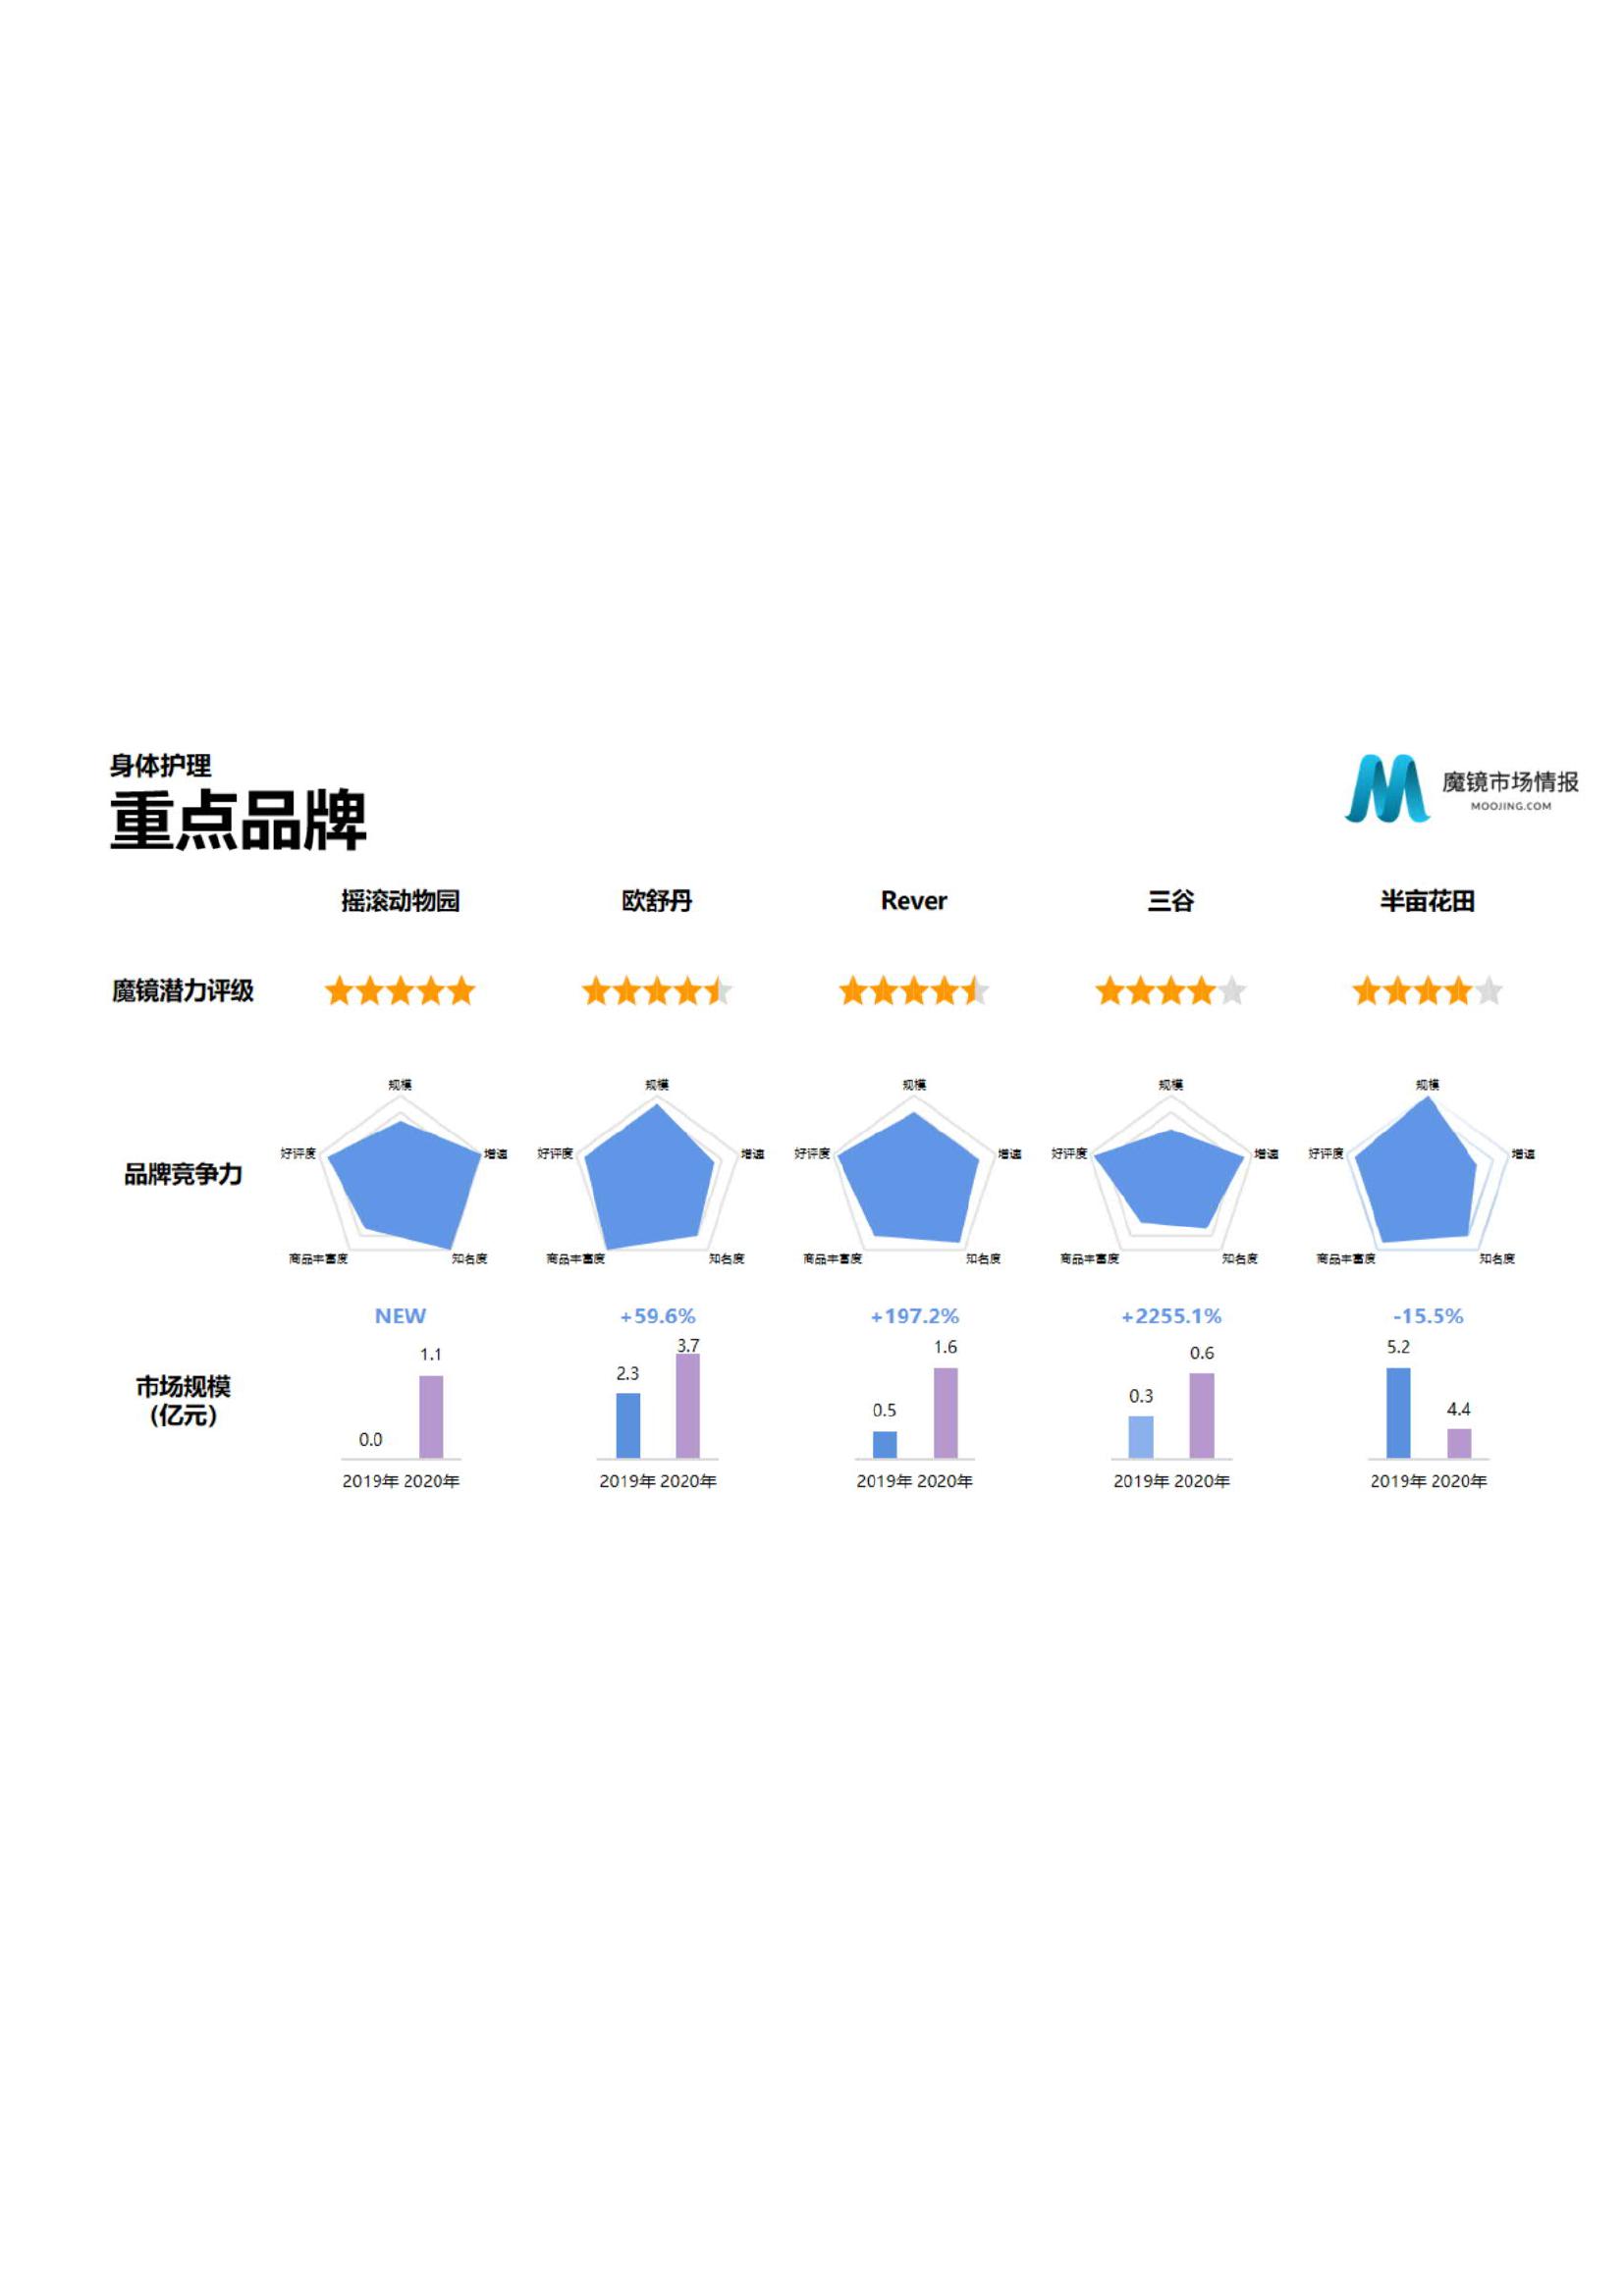 身体护理
重点品牌
魔镜市场情报
MOOJING.COM
摇滚动物园 欧舒丹 Rever 三谷 半亩花田
魔镜潜力评级
品牌竞争力
规模 增速 知名度 商品丰富度 好评度
规模 增速 知名度 商品丰富度 好评度
规模 增速 知名度 商品丰富度 好评度
规模 增速 知名度 商品丰富度 好评度
规模 增速 知名度 商品丰富度 好评度
市场规模
(亿元)
NEW +59.6% +197.2% +2255.1% -15.5%
0.0 1.1 2.3 3.7 0.5 1.6 0.3 0.6 5.2 4.4
2019年 2020年 2019年 2020年 2019年 2020年 2019年 2020年 2019年 2020年